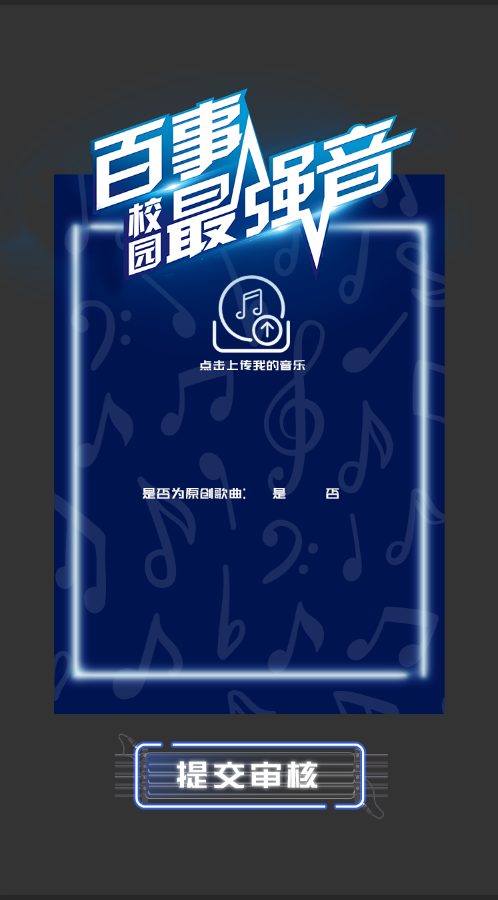 百事
校园
最强音
点击上传我的音乐
是否为原创歌曲： 是 否
提交审核